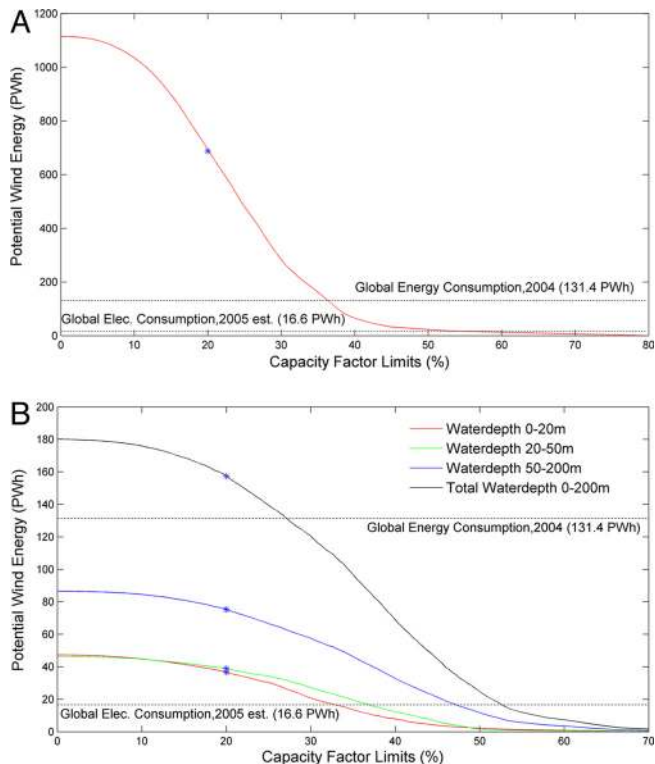 A
1200
1000
800
600
400
200
0
Potential Wind Energy (PWh)
Global Energy Consumption,2004 (131.4 PWh)
Global Elec. Consumption,2005 est. (16.6 PWh)
0 10 20 30 40 50 60 70 80
Capacity Factor Limits (%)
B
200
180
160
140
120
100
80
60
40
20
0
Potential Wind Energy (PWh)
Waterdepth 0-20m
Waterdepth 20-50m
Waterdepth 50-200m
Total Waterdepth 0-200m
Global Energy Consumption,2004 (131.4 PWh)
Global Elec. Consumption,2005 est. (16.6 PWh)
0 10 20 30 40 50 60 70
Capacity Factor Limits (%)